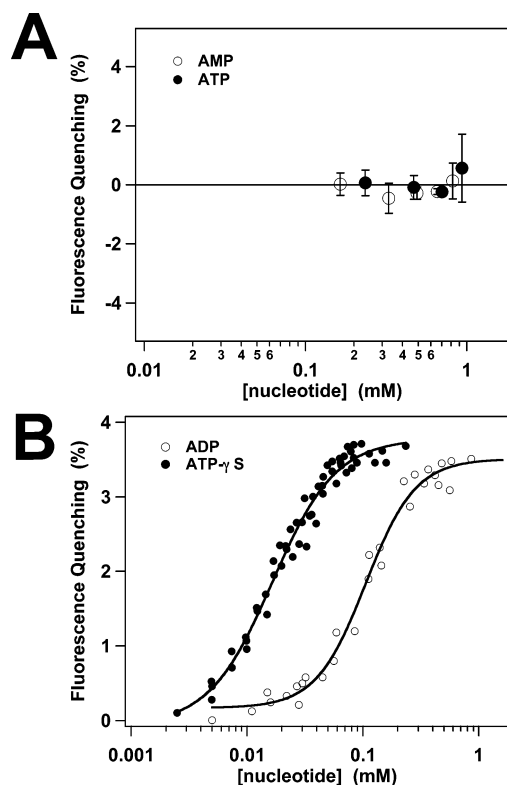 A
Fluorescence Quenching (%)
AMP
ATP
4
2
0
-2
-4
2 3 4 5 6 2 3 4 5 6
0.01 0.1 1
[nucleotide] (mM)
B
Fluorescence Quenching (%)
ADP
ATP-γ S
4
3
2
1
0
0.001 0.01 0.1 1
[nucleotide] (mM)